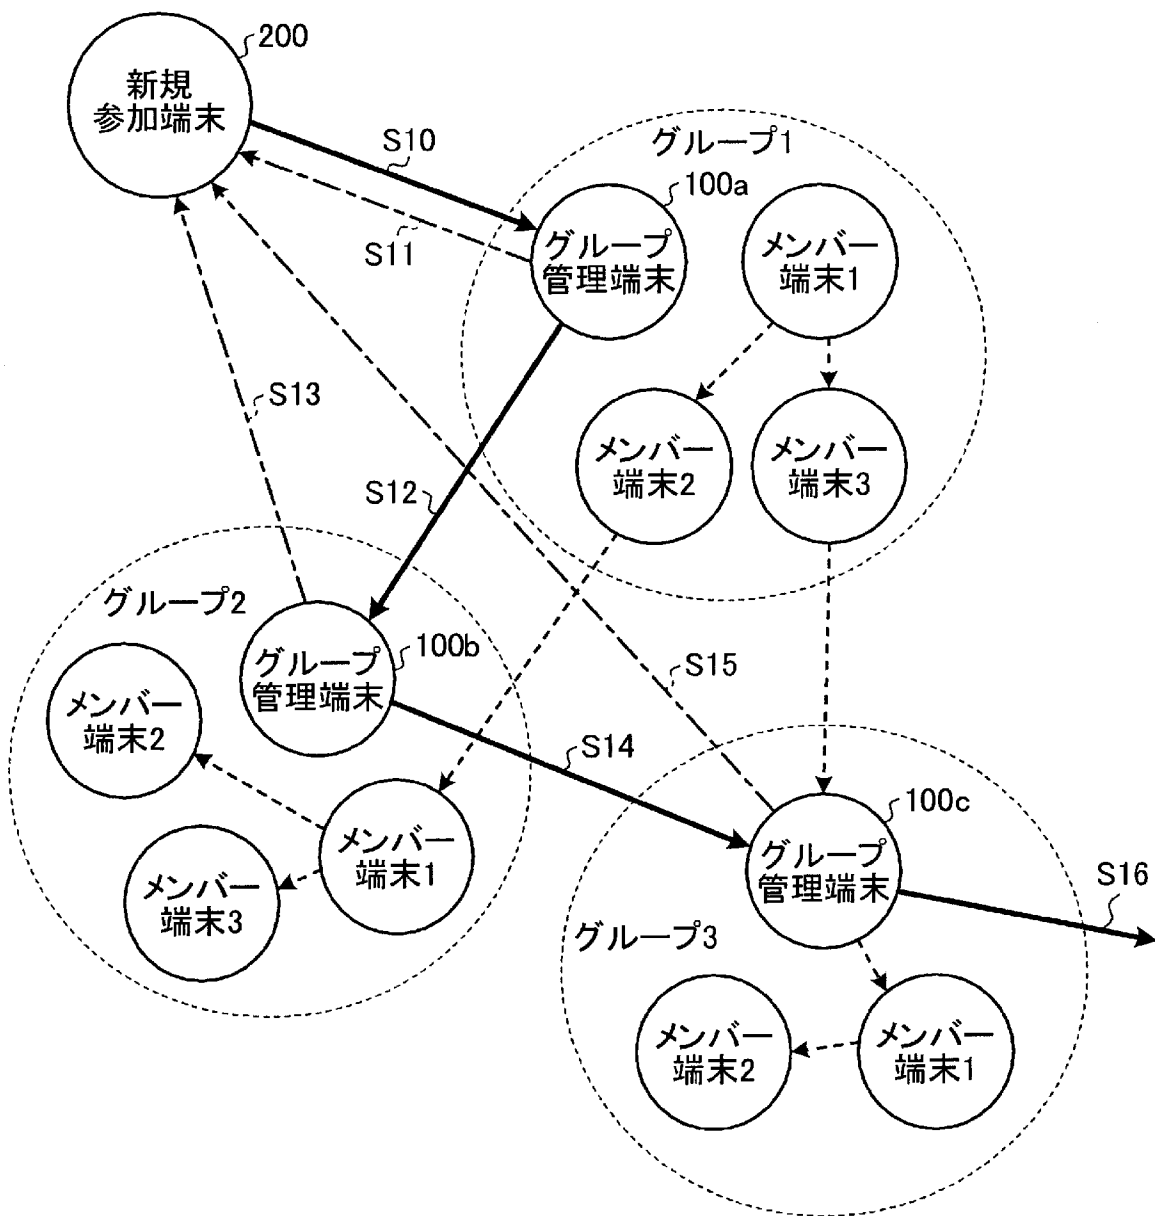 200
新規
参加端末
S10
グループ1
S11
100a
グループ
管理端末
メンバー
端末1
S13
メンバー
端末2
メンバー
端末3
S12
グループ2
100b
グループ
管理端末
S15
メンバー
端末2
S14
メンバー
端末1
100c
グループ
管理端末
メンバー
端末3
S16
グループ3
メンバー
端末2
メンバー
端末1